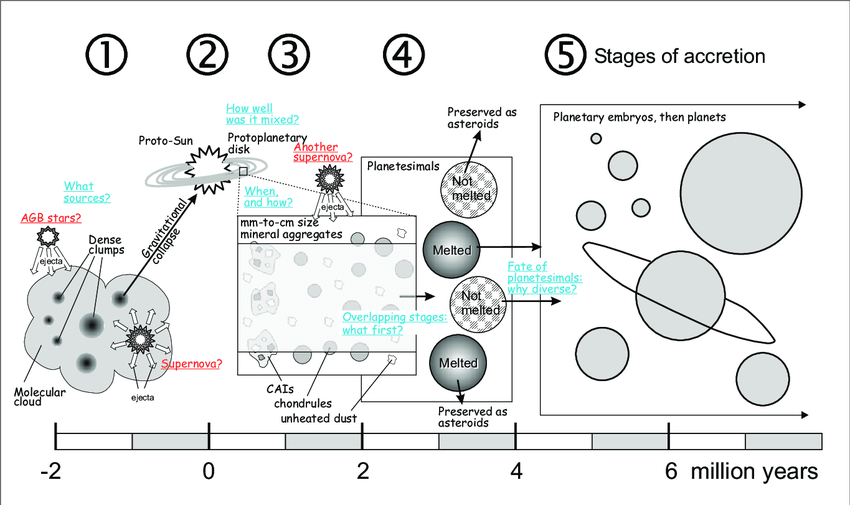 1 2 3 4 5 Stages of accretion
How well
was it mixed?
Proto-Sun
Protoplanetary
disk
Another
supernova?
ejecta
Preserved as
asteroids
Planetesimals
Not
melted
Melted
Not
melted
Melted
Preserved as
asteroids
Planetary embryos, then planets
What
sources?
When,
and how?
AGB stars?
ejecta
Dense
clumps
Gravitational
collapse
mm-to-cm size
mineral aggregates
Overlapping stages:
what first?
Fate of
planetesimals:
why diverse?
Supernova?
ejecta
Molecular
cloud
CAIs
chondrules
unheated dust
-2 0 2 4 6 million years